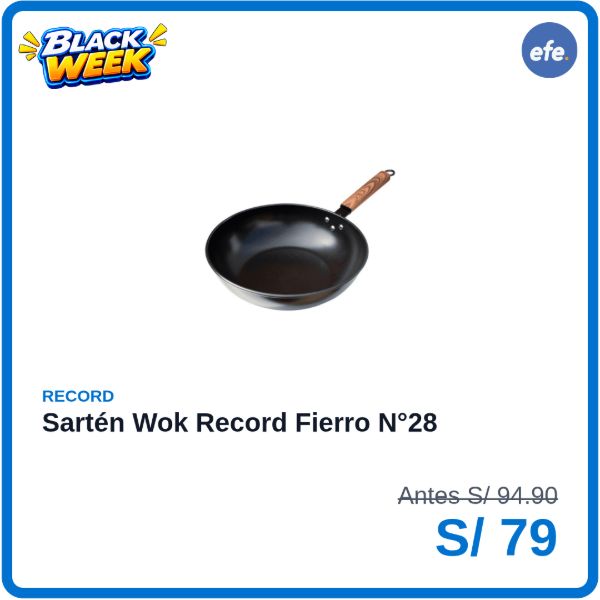 BLACK
WEEK
efe.
RECORD
Sartén Wok Record Fierro N°28
Antes S/ 94.90
S/ 79